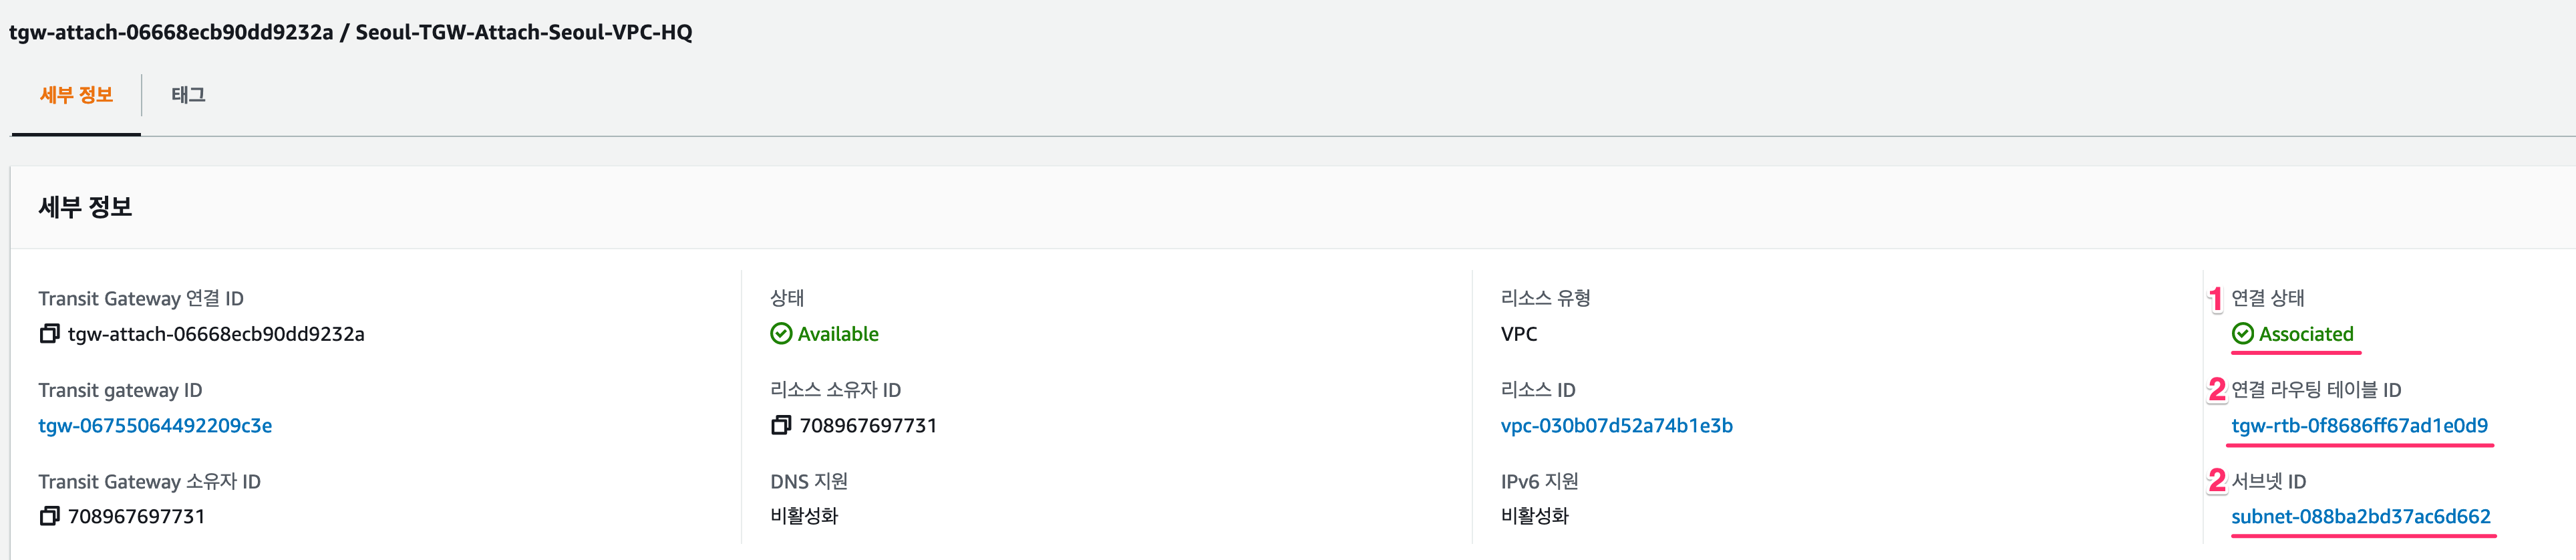 tgw-attach-06668ecb90dd9232a / Seoul-TGW-Attach-Seoul-VPC-HQ
세부 정보
태그
세부 정보
Transit Gateway 연결 ID
tgw-attach-06668ecb90dd9232a
Transit gateway ID
tgw-06755064492209c3e
Transit Gateway 소유자 ID
708967697731
상태
Available
리소스 소유자 ID
708967697731
DNS 지원
비활성화
리소스 유형
VPC
리소스 ID
vpc-030b07d52a74b1e3b
IPv6 지원
비활성화
1 연결 상태
Associated
2 연결 라우팅 테이블 ID
tgw-rtb-0f8686ff67ad1e0d9
2 서브넷 ID
subnet-088ba2bd37ac6d662